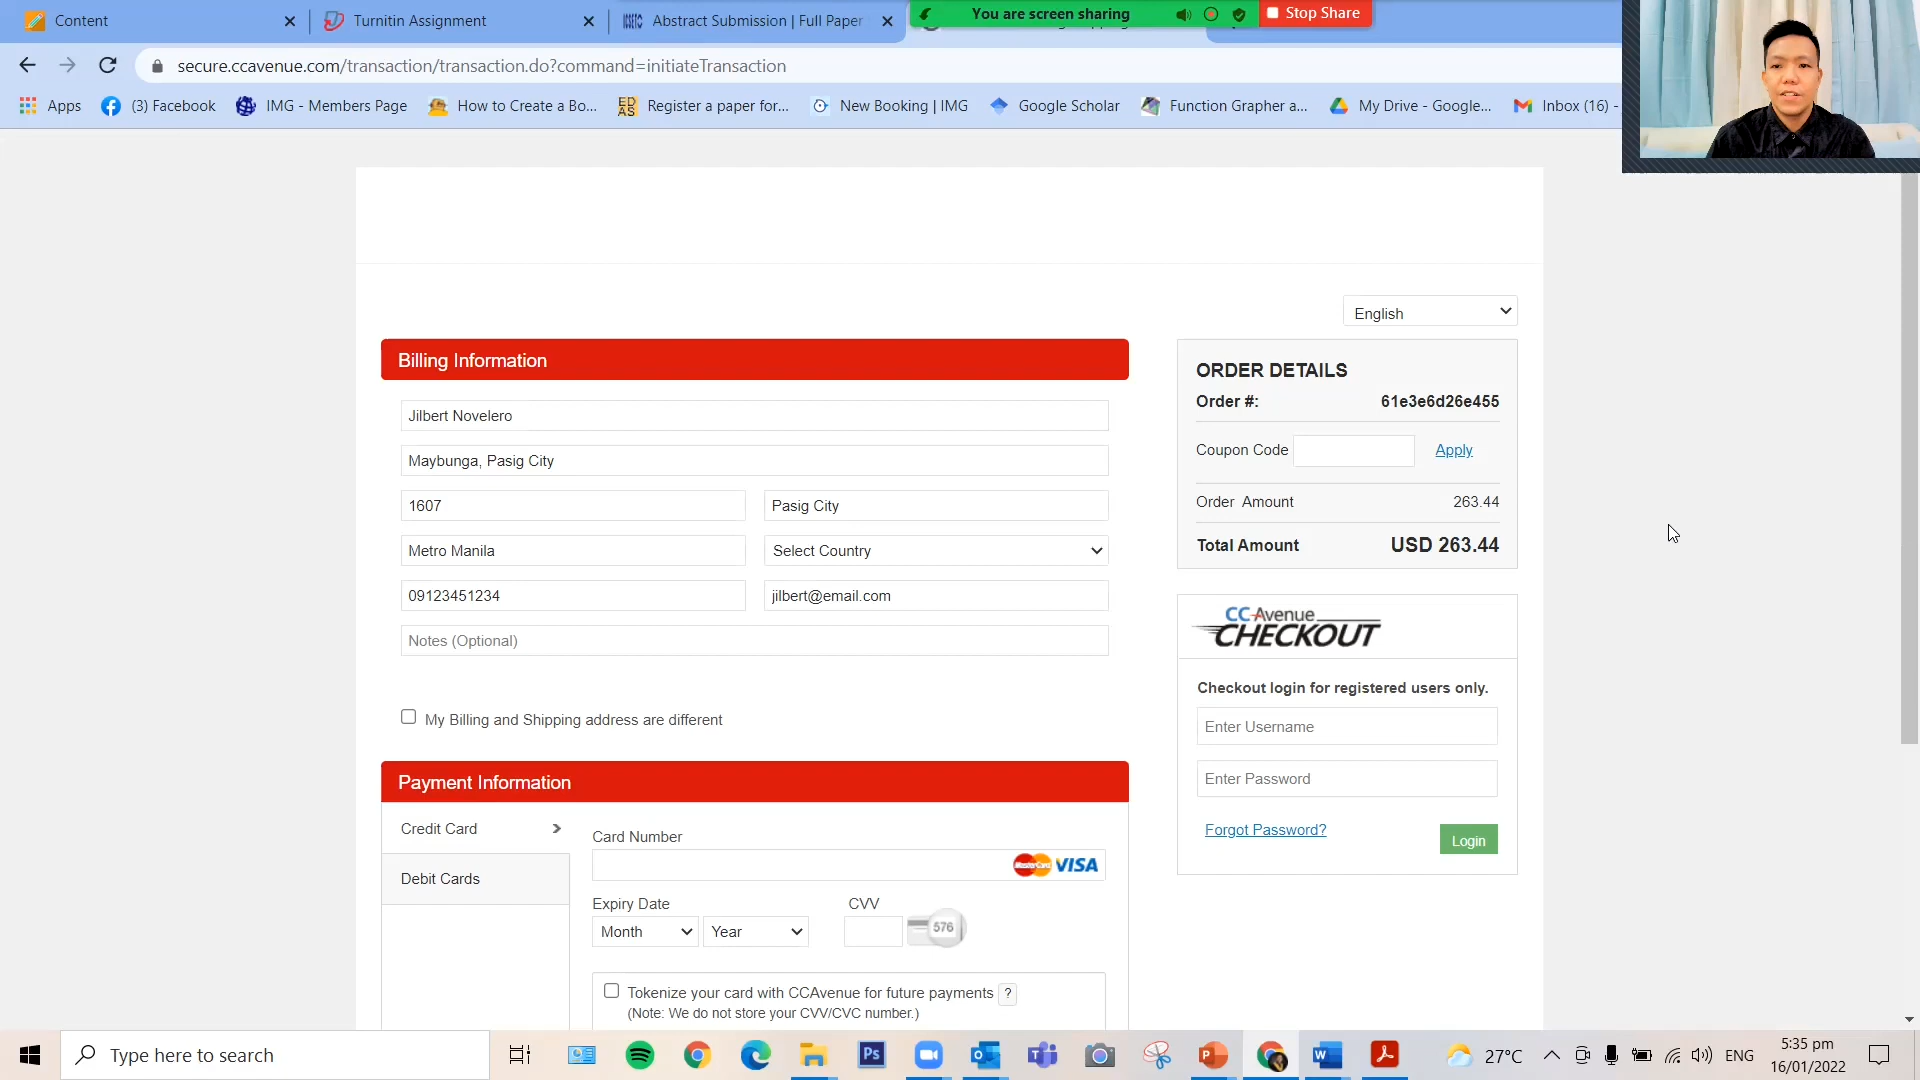 Content
Turnitin Assignment
Abstract Submission | Full Paper
You are screen sharing
Stop Share
secure.ccavenue.com/transaction/transaction.do?command=initiateTransaction
Apps
(3) Facebook
IMG - Members Page
How to Create a Bo...
ED
AS
Register a paper for...
New Booking | IMG
Google Scholar
Function Grapher a...
My Drive - Google...
Inbox (16) -
English
Billing Information
Jilbert Novelero
Maybunga, Pasig City
1607
Pasig City
Metro Manila
Select Country
09123451234
jilbert@email.com
Notes (Optional)
My Billing and Shipping address are different
ORDER DETAILS
Order #:
61e3e6d26e455
Coupon Code
Apply
Order Amount
263.44
Total Amount
USD 263.44
CCAvenue
CHECKOUT
Checkout login for registered users only.
Enter Username
Enter Password
Forgot Password?
Login
Payment Information
Credit Card
Debit Cards
Card Number
MasterCard VISA
Expiry Date
CVV
Month
Year
576
Tokenize your card with CCAvenue for future payments ?
(Note: We do not store your CVV/CVC number.)
Type here to search
Ps
27°C
ENG
5:35 pm
16/01/2022